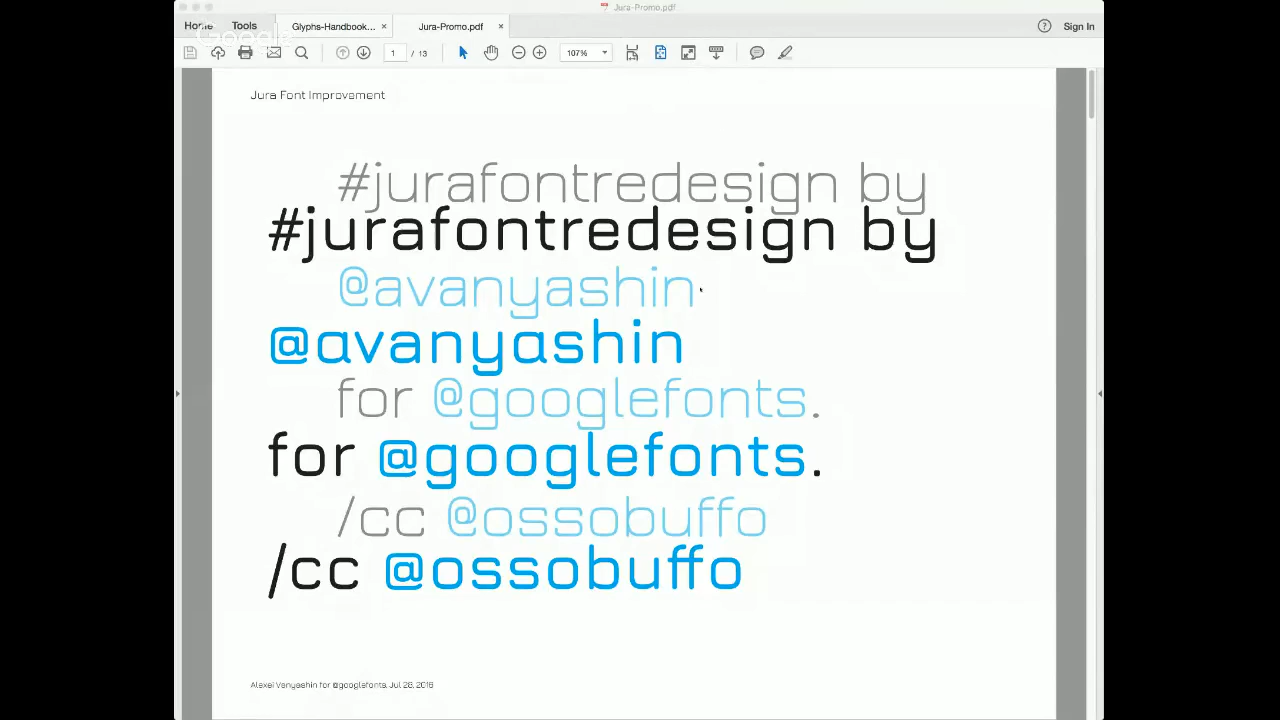 Jura-Promo.pdf
Home Tools Glyphs-Handbook... × Jura-Promo.pdf × ? Sign In
Google
1 / 13 107%
Jura Font Improvement
#jurafontredesign by
#jurafontredesign by
@avanyashin
@avanyashin
for @googlefonts.
for @googlefonts.
/cc @ossobuffo
/cc @ossobuffo
Alexei Vanyashin for @googlefonts. Jul 28, 2016